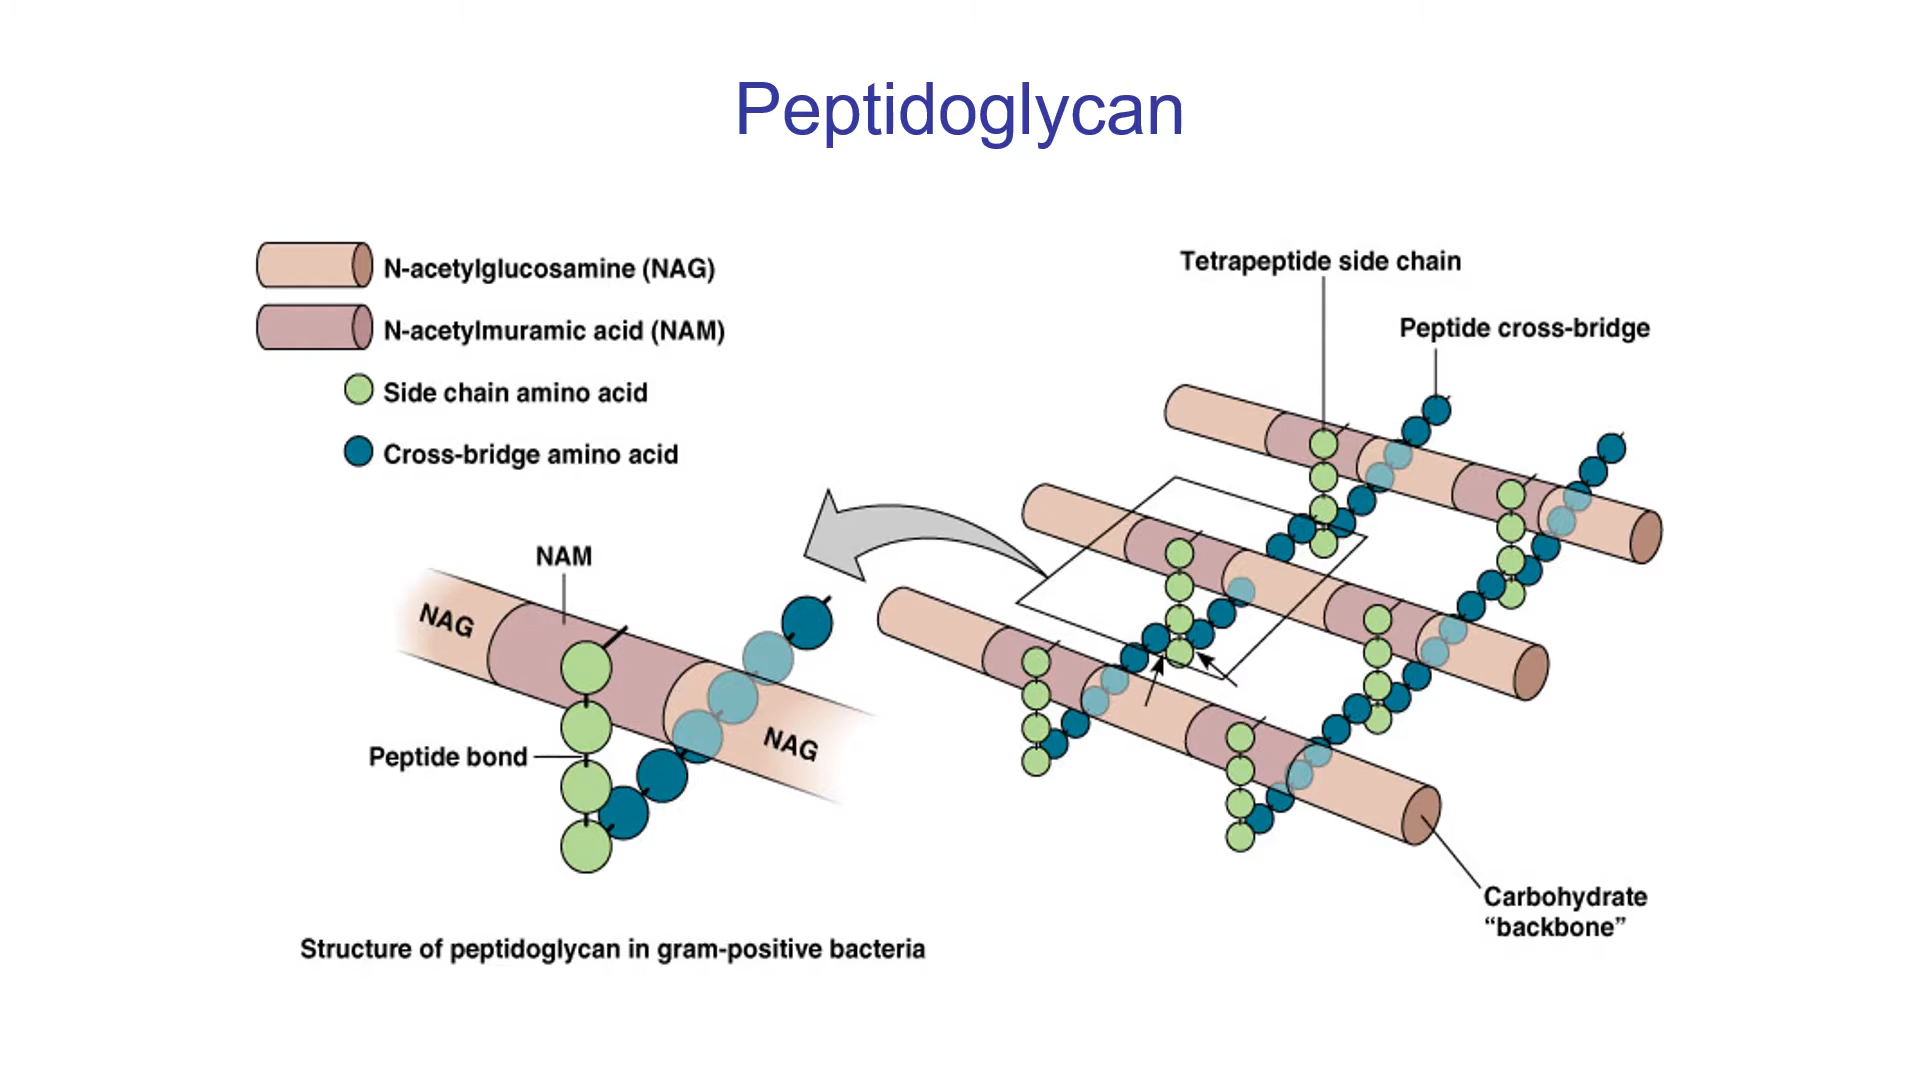 Peptidoglycan
N-acetylglucosamine (NAG)
N-acetylmuramic acid (NAM)
Side chain amino acid
Cross-bridge amino acid
Tetrapeptide side chain
Peptide cross-bridge
NAM
NAG
NAG
Peptide bond
Carbohydrate
“backbone”
Structure of peptidoglycan in gram-positive bacteria